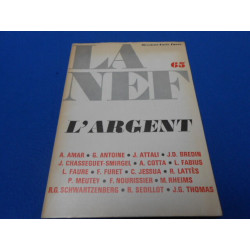 LA
NEF
65
L'ARGENT
A. AMAR • G. ANTOINE • J. ATTALI • J.D. BREDIN
J. CHASSEGUET-SMIRGEL • A. COTTA • L. FABIUS
L. FAURE • F. FURET • C. JESSUA • R. LATTÈS
P. MEUTEY • F. NOURISSIER • M. RHEIMS
R.G. SCHWARTZENBERG • R. SEDILLOT • J.G. THOMAS